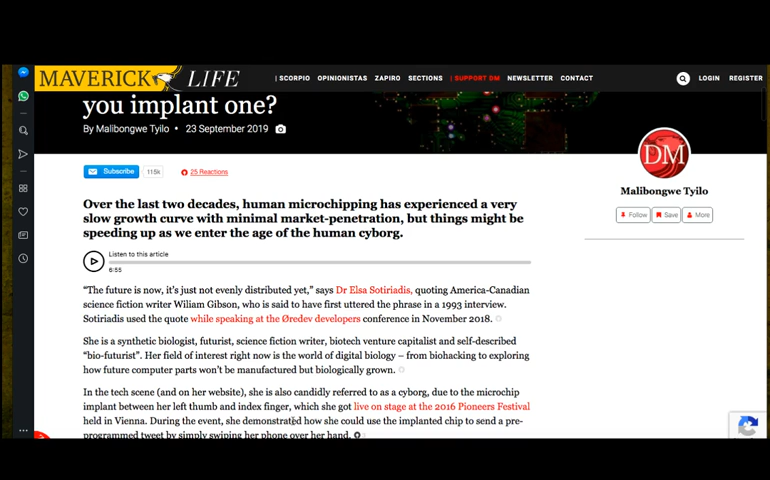 MAVERICK LIFE
| SCORPIO OPINIONISTAS ZAPIRO SECTIONS | SUPPORT DM NEWSLETTER CONTACT
LOGIN REGISTER
you implant one?
By Malibongwe Tyilo • 23 September 2019
Subscribe 115k 25 Reactions
DM
Malibongwe Tyilo
Follow Save More
Over the last two decades, human microchipping has experienced a very
slow growth curve with minimal market-penetration, but things might be
speeding up as we enter the age of the human cyborg.
Listen to this article
6:55
“The future is now, it’s just not evenly distributed yet,” says Dr Elsa Sotiriadis, quoting America-Canadian
science fiction writer Wiliam Gibson, who is said to have first uttered the phrase in a 1993 interview.
Sotiriadis used the quote while speaking at the Øredev developers conference in November 2018.
She is a synthetic biologist, futurist, science fiction writer, biotech venture capitalist and self-described
“bio-futurist”. Her field of interest right now is the world of digital biology – from biohacking to exploring
how future computer parts won’t be manufactured but biologically grown.
In the tech scene (and on her website), she is also candidly referred to as a cyborg, due to the microchip
implant between her left thumb and index finger, which she got live on stage at the 2016 Pioneers Festival
held in Vienna. During the event, she demonstrated how she could use the implanted chip to send a pre-
programmed tweet by simply swiping her phone over her hand.